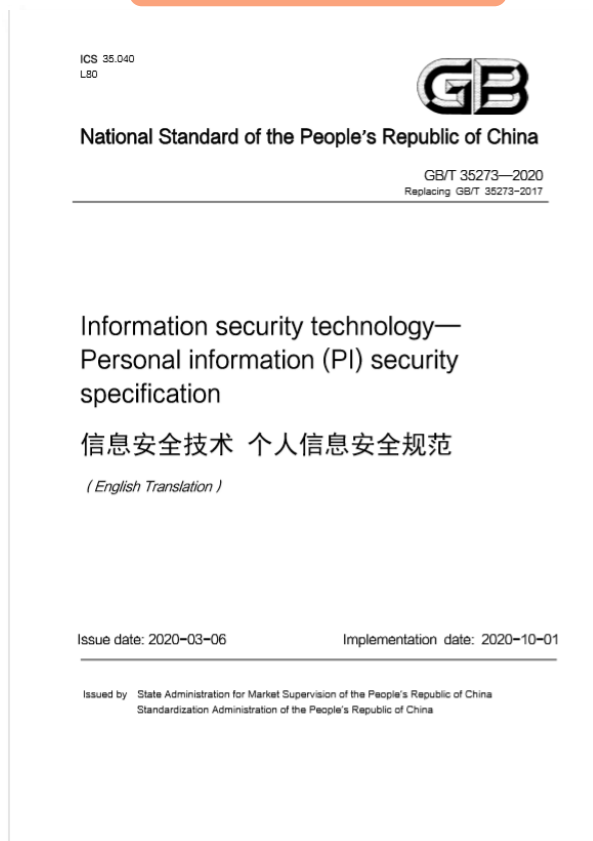 ICS 35.040
L80
GB
National Standard of the People's Republic of China
GB/T 35273—2020
Replacing GB/T 35273-2017
Information security technology—
Personal information (PI) security
specification
信息安全技术 个人信息安全规范
（English Translation）
Issue date: 2020-03-06 Implementation date: 2020-10-01
Issued by State Administration for Market Supervision of the People's Republic of China
Standardization Administration of the People's Republic of China